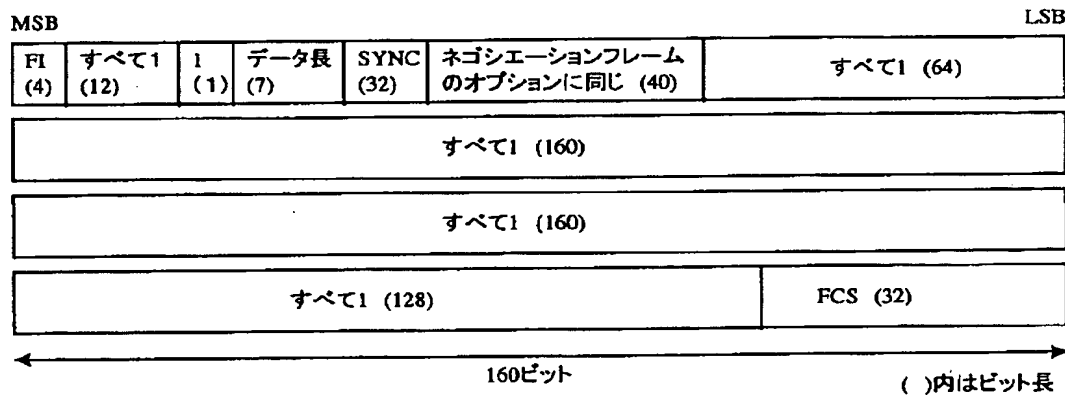 MSB LSB
FI すべて1 1 データ長 SYNC ネゴシエーションフレーム すべて1 (64)
(4) (12) (1) (7) (32) のオプションに同じ (40)
すべて1 (160)
すべて1 (160)
すべて1 (128) FCS (32)
160ビット
( )内はビット長